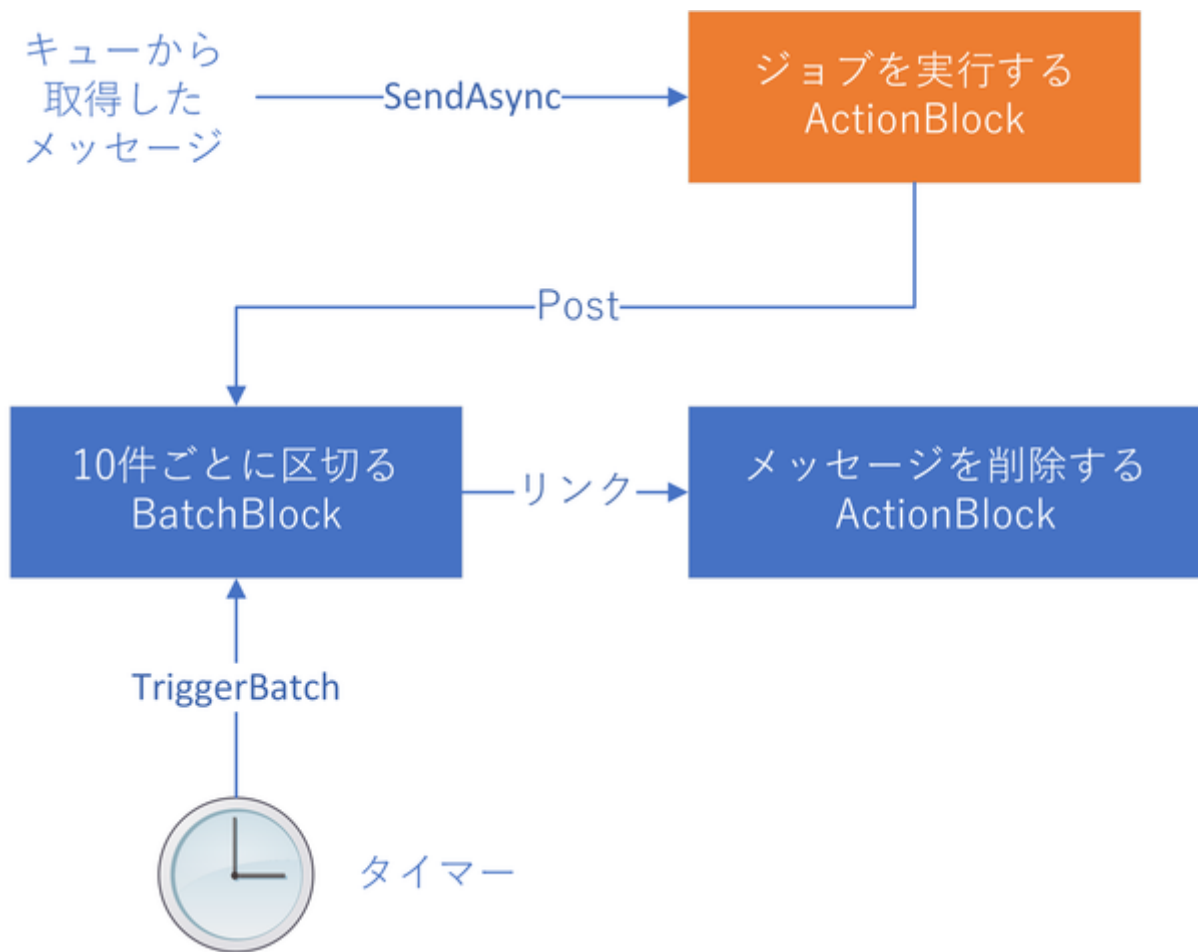 キューから
取得した
メッセージ
SendAsync
ジョブを実行する
ActionBlock
Post
10件ごとに区切る
BatchBlock
リンク
メッセージを削除する
ActionBlock
TriggerBatch
タイマー